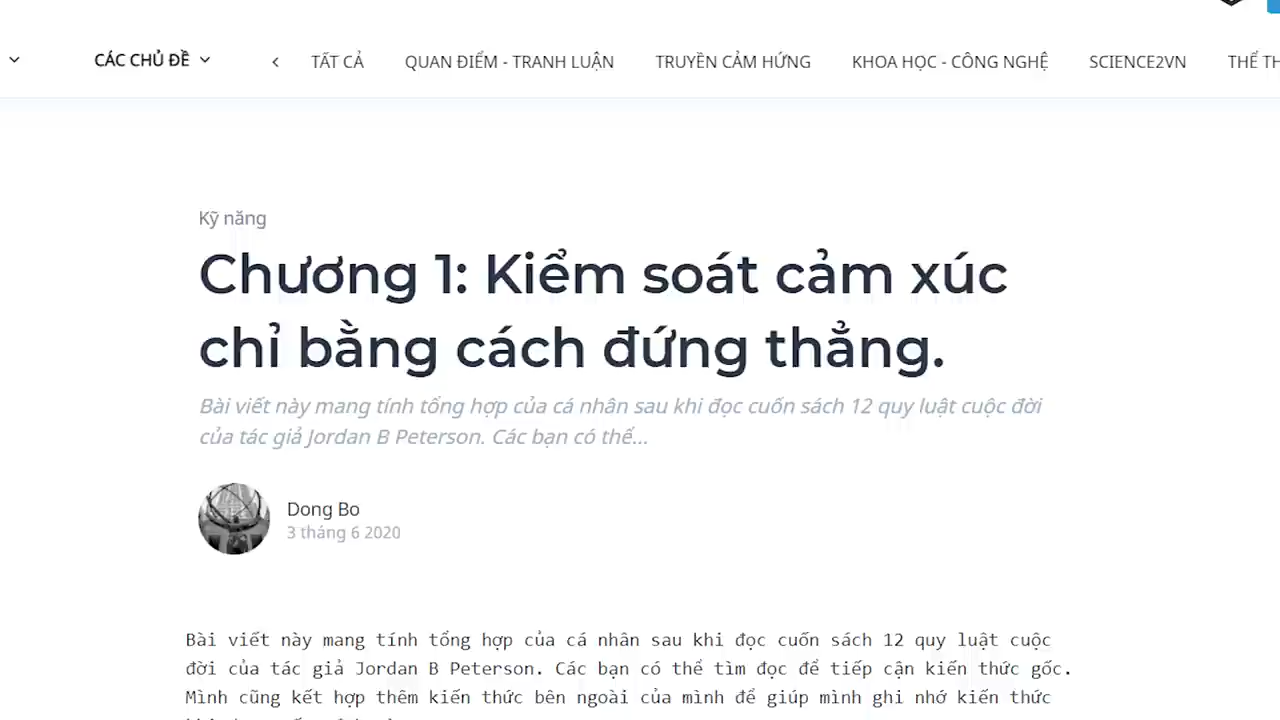 CÁC CHỦ ĐỀ TẤT CẢ QUAN ĐIỂM - TRANH LUẬN TRUYỀN CẢM HỨNG KHOA HỌC - CÔNG NGHỆ SCIENCE2VN THỂ TH
Kỹ năng
Chương 1: Kiểm soát cảm xúc
chỉ bằng cách đứng thẳng.
Bài viết này mang tính tổng hợp của cá nhân sau khi đọc cuốn sách 12 quy luật cuộc đời
của tác giả Jordan B Peterson. Các bạn có thể...
Dong Bo
3 tháng 6 2020
Bài viết này mang tính tổng hợp của cá nhân sau khi đọc cuốn sách 12 quy luật cuộc
đời của tác giả Jordan B Peterson. Các bạn có thể tìm đọc để tiếp cận kiến thức gốc.
Mình cũng kết hợp thêm kiến thức bên ngoài của mình để giúp mình ghi nhớ kiến thức